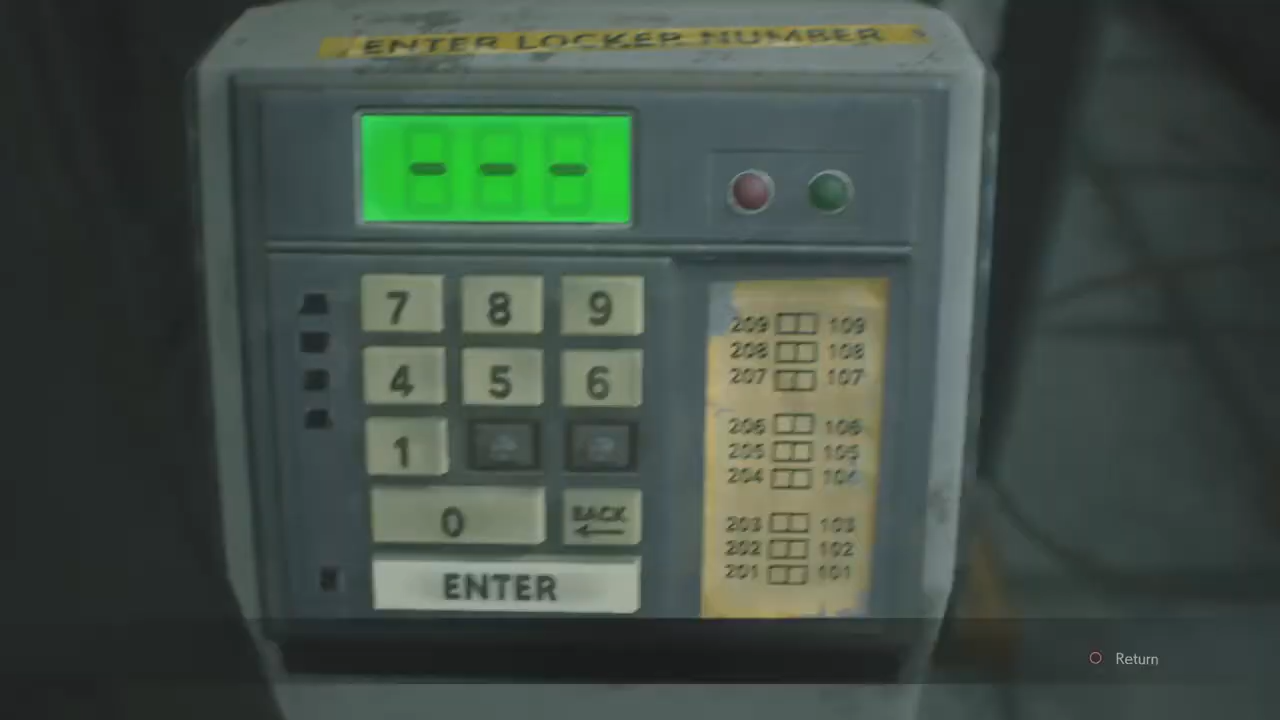 ENTER LOCKER NUMBER
- - -
7 8 9
4 5 6
1
0 BACK
ENTER
209 109
208 108
207 107
206 106
205 105
204 104
203 103
202 102
201 101
Return